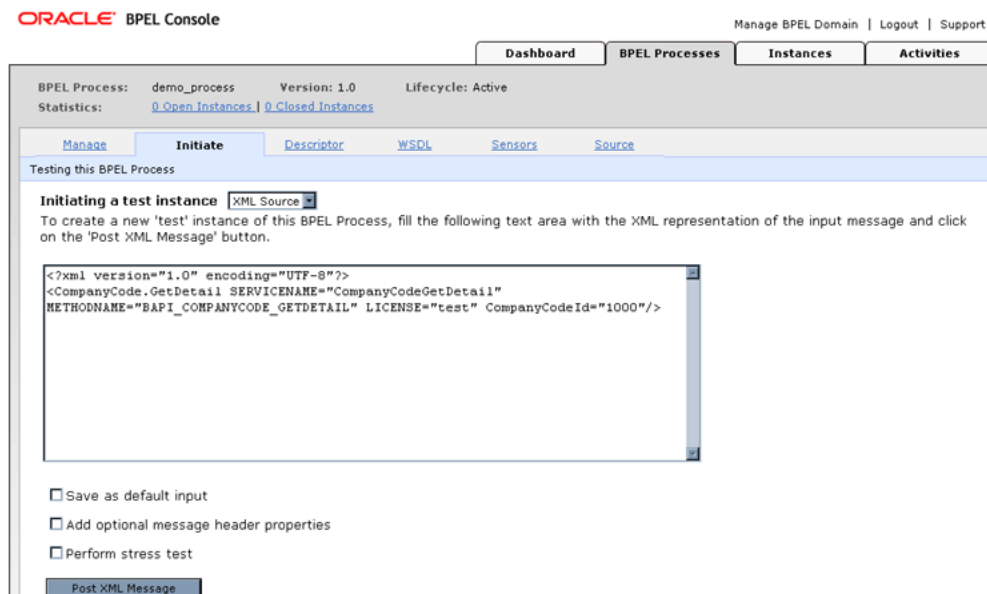 ORACLE BPEL Console
Manage BPEL Domain | Logout | Support
Dashboard BPEL Processes Instances Activities
BPEL Process: demo_process Version: 1.0 Lifecycle: Active
Statistics: 0 Open Instances | 0 Closed Instances
Manage Initiate Descriptor WSDL Sensors Source
Testing this BPEL Process
Initiating a test instance XML Source
To create a new 'test' instance of this BPEL Process, fill the following text area with the XML representation of the input message and click
on the 'Post XML Message' button.
<?xml version="1.0" encoding="UTF-8"?>
<CompanyCode.GetDetail SERVICENAME="CompanyCodeGetDetail"
METHODNAME="BAPI_COMPANYCODE_GETDETAIL" LICENSE="test" CompanyCodeId="1000"/>
Save as default input
Add optional message header properties
Perform stress test
Post XML Message